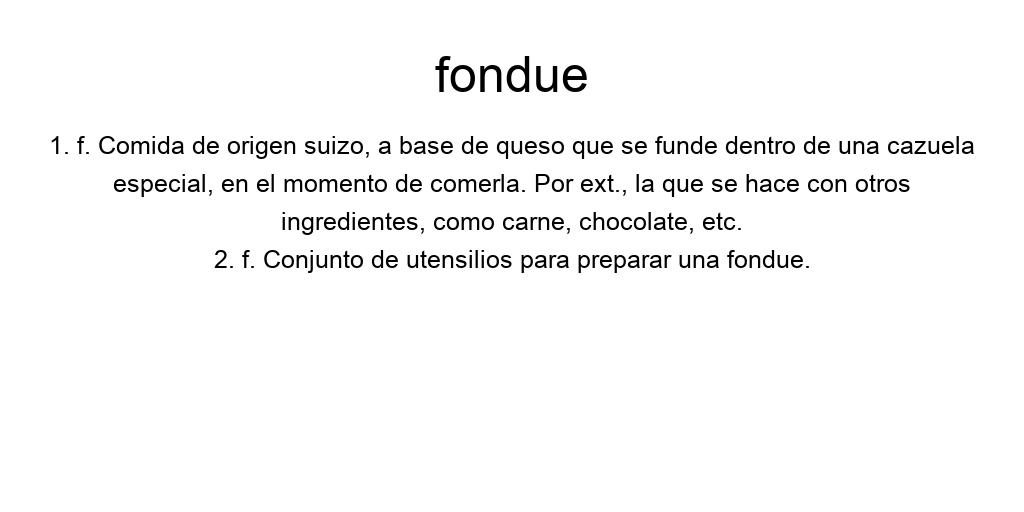 fondue
1. f. Comida de origen suizo, a base de queso que se funde dentro de una cazuela
especial, en el momento de comerla. Por ext., la que se hace con otros
ingredientes, como carne, chocolate, etc.
2. f. Conjunto de utensilios para preparar una fondue.